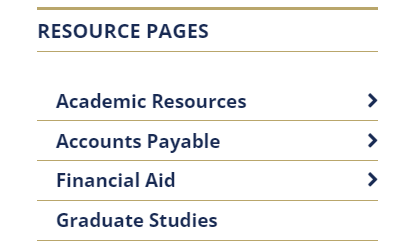 RESOURCE PAGES
Academic Resources
Accounts Payable
Financial Aid
Graduate Studies